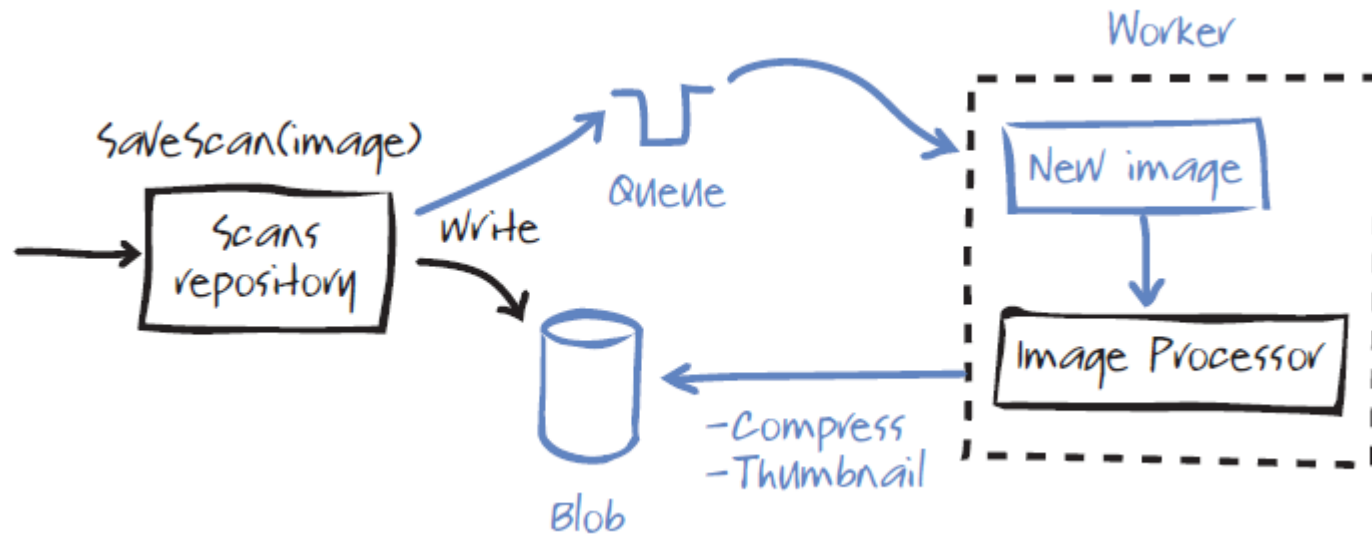 Worker
SaveScan(image)
New image
Queue
Scans
repository
Write
Image Processor
-Compress
-Thumbnail
Blob